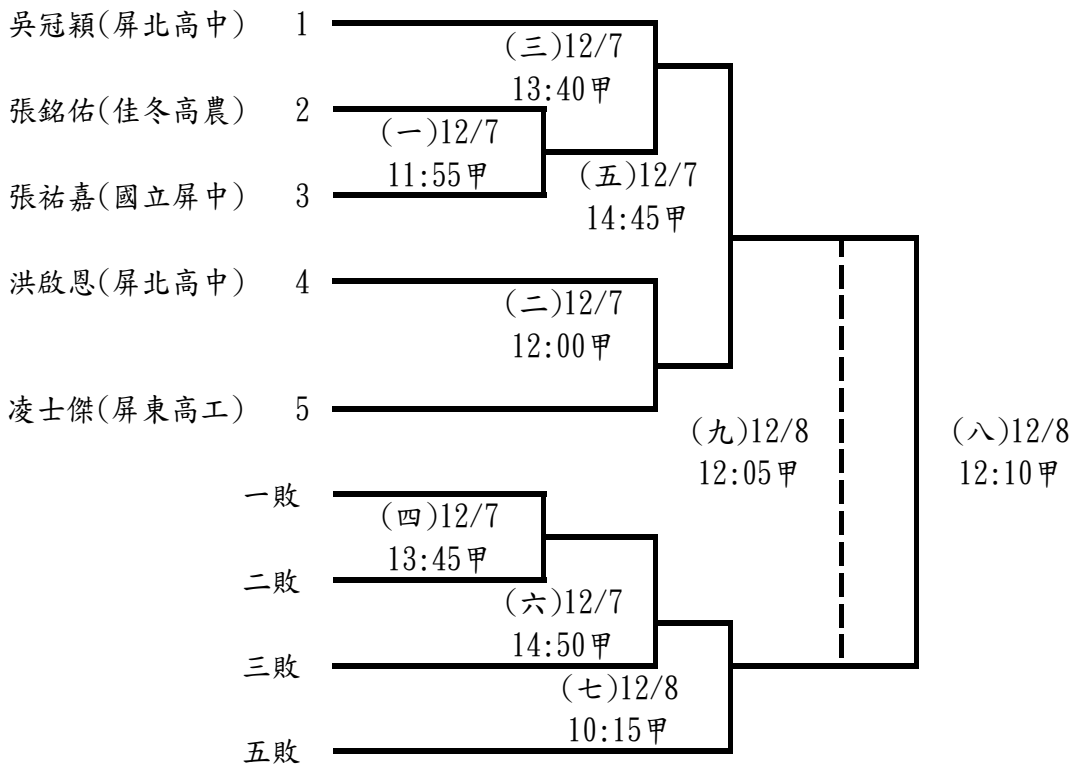 吳冠穎(屏北高中) 1
(三)12/7
13:40甲
張銘佑(佳冬高農) 2
(一)12/7
11:55甲
張祐嘉(國立屏中) 3
(五)12/7
14:45甲
洪啟恩(屏北高中) 4
(二)12/7
12:00甲
凌士傑(屏東高工) 5
(九)12/8
12:05甲
(八)12/8
12:10甲
一敗
(四)12/7
13:45甲
二敗
(六)12/7
14:50甲
三敗
(七)12/8
10:15甲
五敗